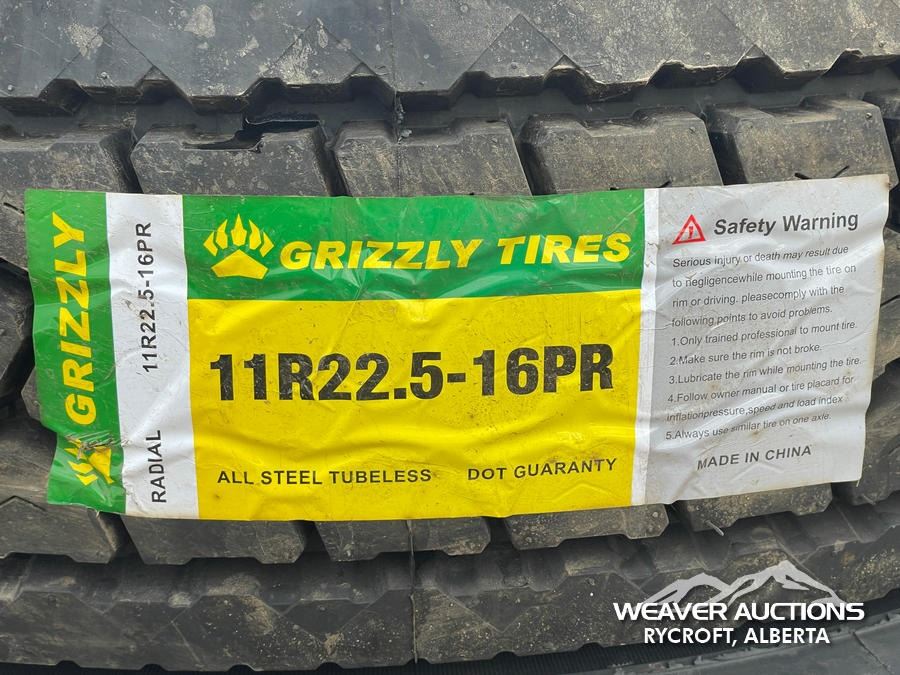 GRIZZLY
RADIAL 11R22.5-16PR
GRIZZLY TIRES
11R22.5-16PR
ALL STEEL TUBELESS DOT GUARANTY
Safety Warning
Serious injury or death may result due
to negligencewhile mounting the tire on
rim or driving. pleasecomply with the
following points to avoid problems.
1.Only trained professional to mount tire.
2.Make sure the rim is not broke.
3.Lubricate the rim while mounting the tire.
4.Follow owner manual or tire placard for
inflationpressure,speed and load index
5.Always use similar tire on one axle.
MADE IN CHINA
WEAVER AUCTIONS
RYCROFT, ALBERTA